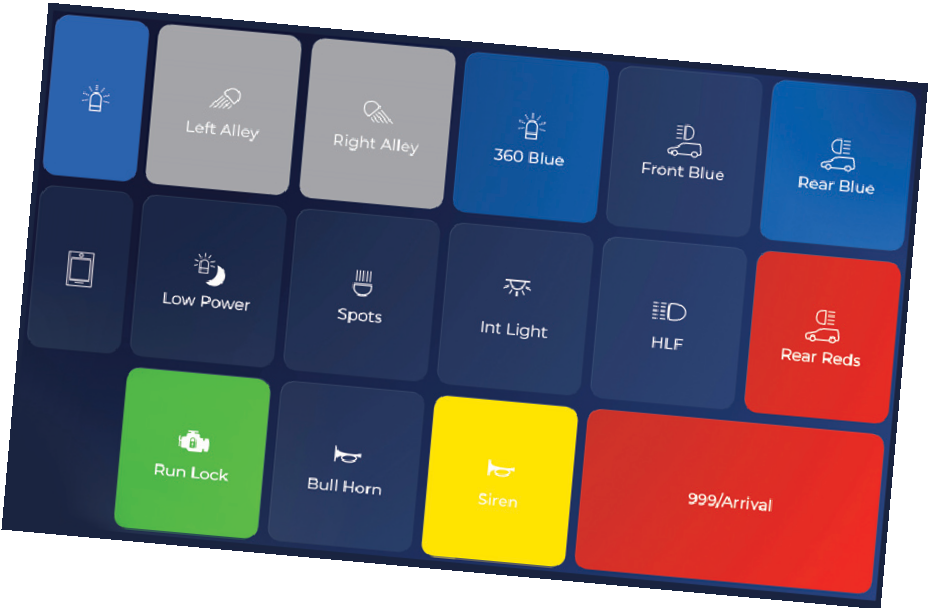 Left Alley
Right Alley
360 Blue
Front Blue
Rear Blue
Low Power
Spots
Int Light
HLF
Rear Reds
Run Lock
Bull Horn
Siren
999/Arrival